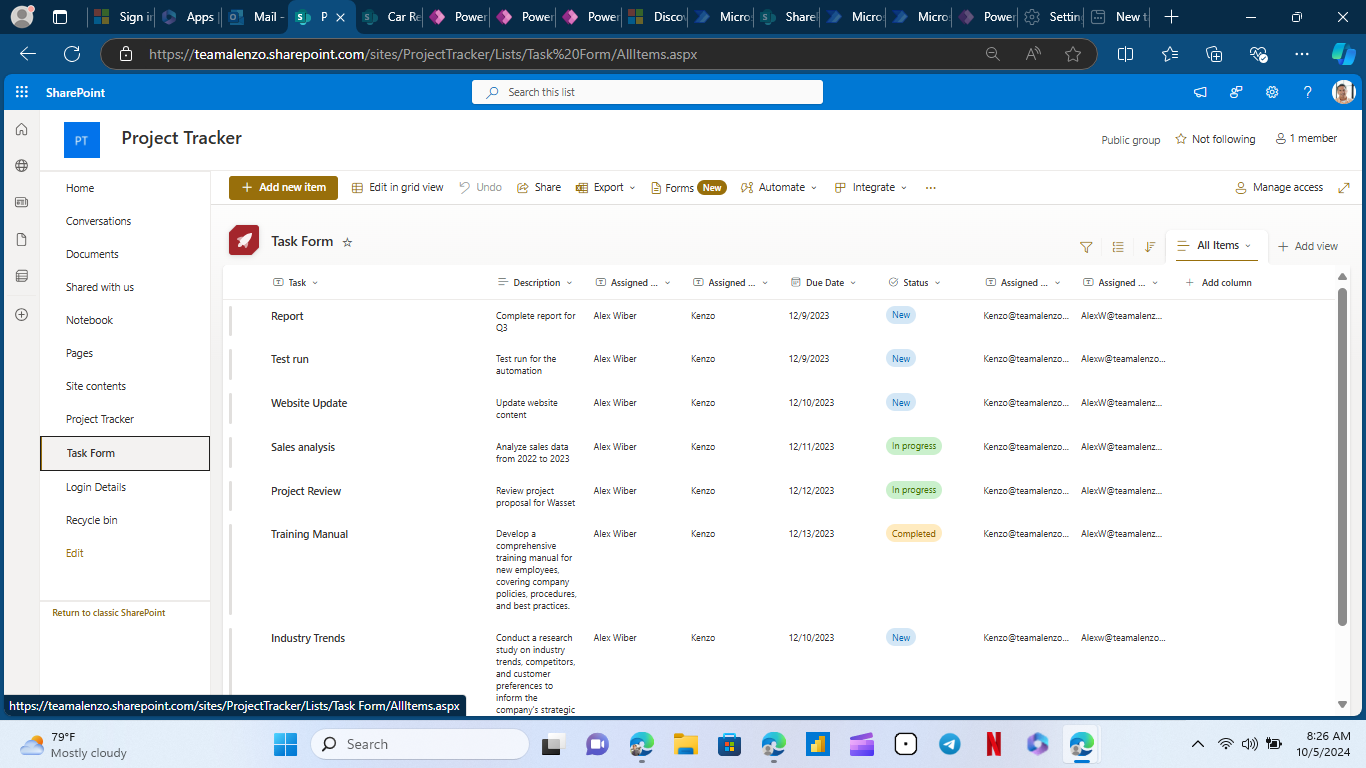 Sign i
Apps |
Mail -
P
Car Re
Power
Power
Power
Discov
Micros
Sharel
Micros
Micros
Power
Settin
New t
https://teamalenzo.sharepoint.com/sites/ProjectTracker/Lists/Task%20Form/AllItems.aspx
SharePoint
Search this list
PT
Project Tracker
Public group
Not following
1 member
Home
Conversations
Documents
Shared with us
Notebook
Pages
Site contents
Project Tracker
Task Form
Login Details
Recycle bin
Edit
Return to classic SharePoint
+ Add new item
Edit in grid view
Undo
Share
Export
Forms New
Automate
Integrate
...
Manage access
Task Form
All Items
+ Add view
Task Description Assigned ... Assigned ... Due Date Status Assigned ... Assigned ... + Add column
Report Complete report for Alex Wiber Kenzo 12/9/2023 New Kenzo@teamalenzo... AlexW@teamalenz...
Q3
Test run Test run for the Alex Wiber Kenzo 12/9/2023 New Kenzo@teamalenzo... Alexw@teamalenzo...
automation
Website Update Update website Alex Wiber Kenzo 12/10/2023 New Kenzo@teamalenzo... AlexW@teamalenz...
content
Sales analysis Analyze sales data Alex Wiber Kenzo 12/11/2023 In progress Kenzo@teamalenzo... AlexW@teamalenz...
from 2022 to 2023
Project Review Review project Alex Wiber Kenzo 12/12/2023 In progress Kenzo@teamalenzo... AlexW@teamalenz...
proposal for Wasset
Training Manual Develop a Alex Wiber Kenzo 12/13/2023 Completed Kenzo@teamalenzo... AlexW@teamalenz...
comprehensive
training manual for
new employees,
covering company
policies, procedures,
and best practices.
Industry Trends Conduct a research Alex Wiber Kenzo 12/10/2023 New Kenzo@teamalenzo... Alexw@teamalenzo...
study on industry
trends, competitors,
and customer
preferences to
inform the
company's strategic
https://teamalenzo.sharepoint.com/sites/ProjectTracker/Lists/Task Form/AllItems.aspx
79°F
Mostly cloudy
Search
8:26 AM
10/5/2024